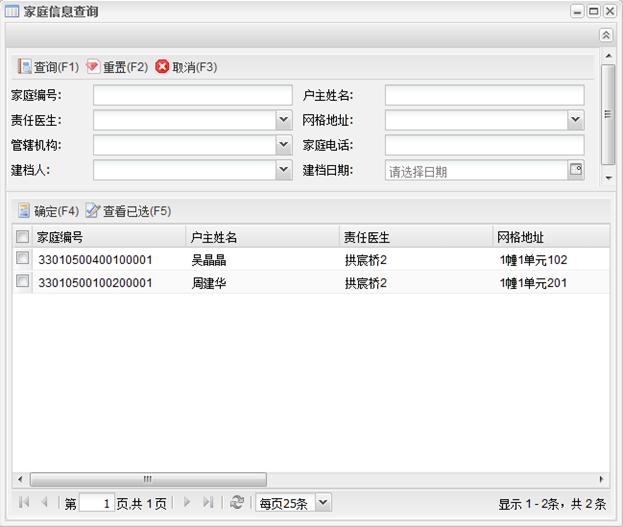 家庭信息查询
查询(F1) 重置(F2) 取消(F3)
家庭编号: 户主姓名:
责任医生: 网格地址:
管辖机构: 家庭电话:
建档人: 建档日期: 请选择日期
确定(F4) 查看已选(F5)
家庭编号 户主姓名 责任医生 网格地址
33010500400100001 吴晶晶 拱宸桥2 1幢1单元102
33010500100200001 周建华 拱宸桥2 1幢1单元201
第 1 页,共 1 页 每页25条 显示 1 - 2条，共 2 条